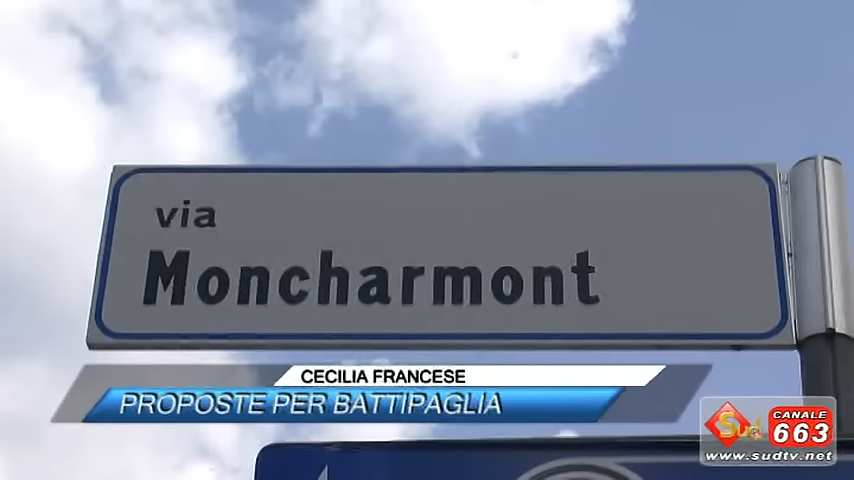 via
Moncharmont
CECILIA FRANCESE
PROPOSTE PER BATTIPAGLIA
Sud
CANALE
663
www.sudtv.net